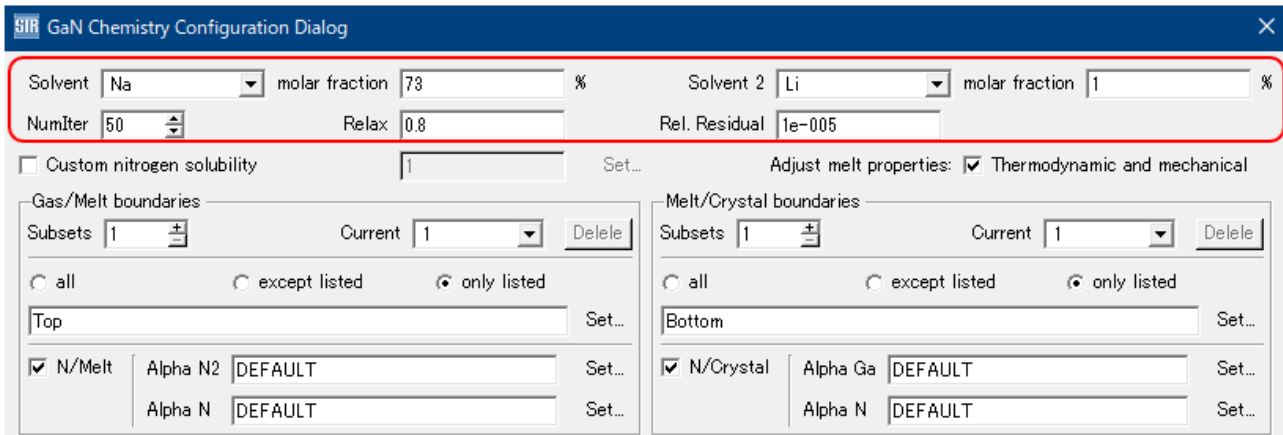 STR GaN Chemistry Configuration Dialog
Solvent Na molar fraction 73 % Solvent 2 Li molar fraction 1 %
NumIter 50 Relax 0.8 Rel. Residual 1e-005
Custom nitrogen solubility 1 Set... Adjust melt properties: Thermodynamic and mechanical
Gas/Melt boundaries Melt/Crystal boundaries
Subsets 1 Current 1 Delele Subsets 1 Current 1 Delele
all except listed only listed all except listed only listed
Top Set... Bottom Set...
N/Melt Alpha N2 DEFAULT Set... N/Crystal Alpha Ga DEFAULT Set...
Alpha N DEFAULT Set... Alpha N DEFAULT Set...